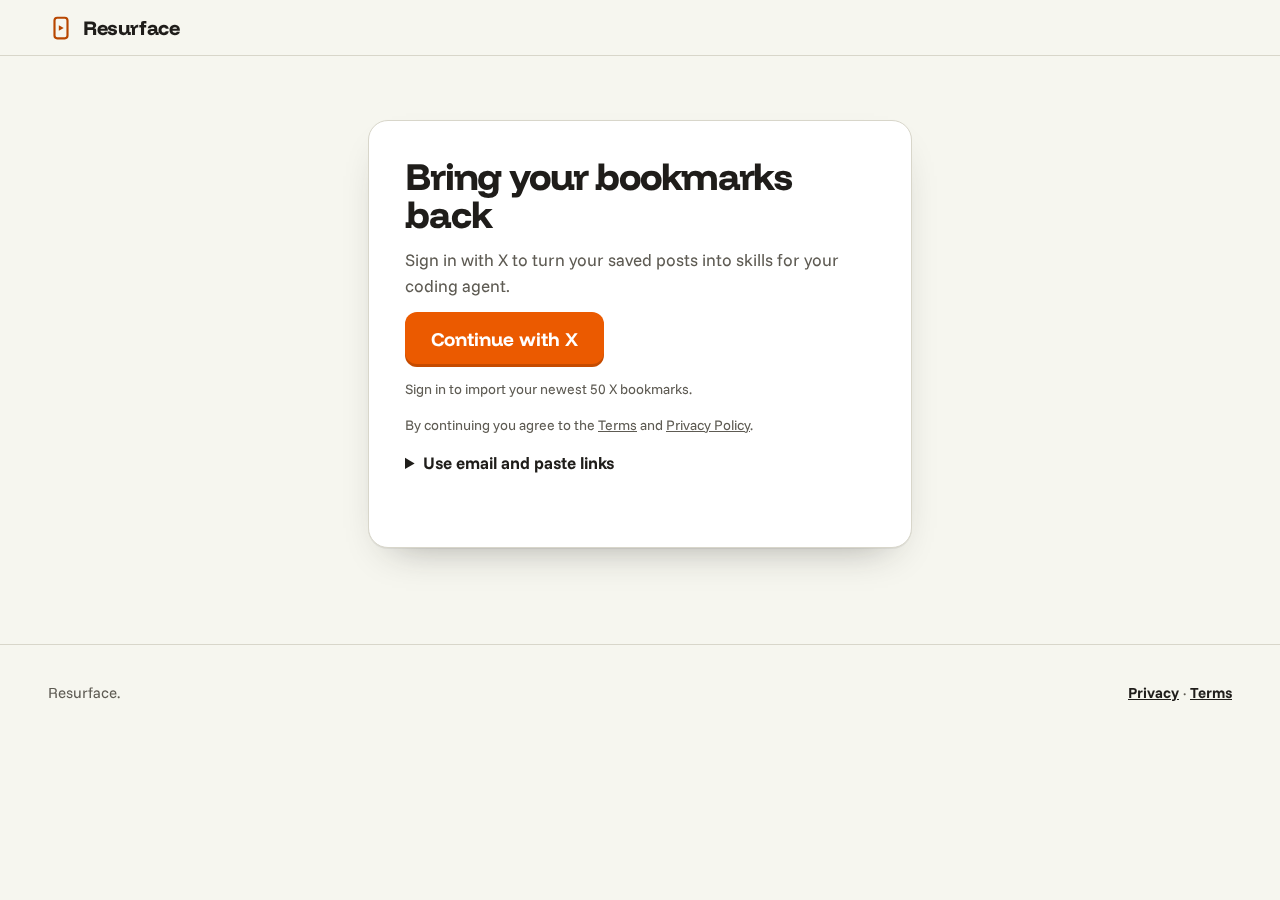 Resurface
Bring your bookmarks
back
Sign in with X to turn your saved posts into skills for your
coding agent.
Continue with X
Sign in to import your newest 50 X bookmarks.
By continuing you agree to the Terms and Privacy Policy.
Use email and paste links
Resurface.
Privacy · Terms